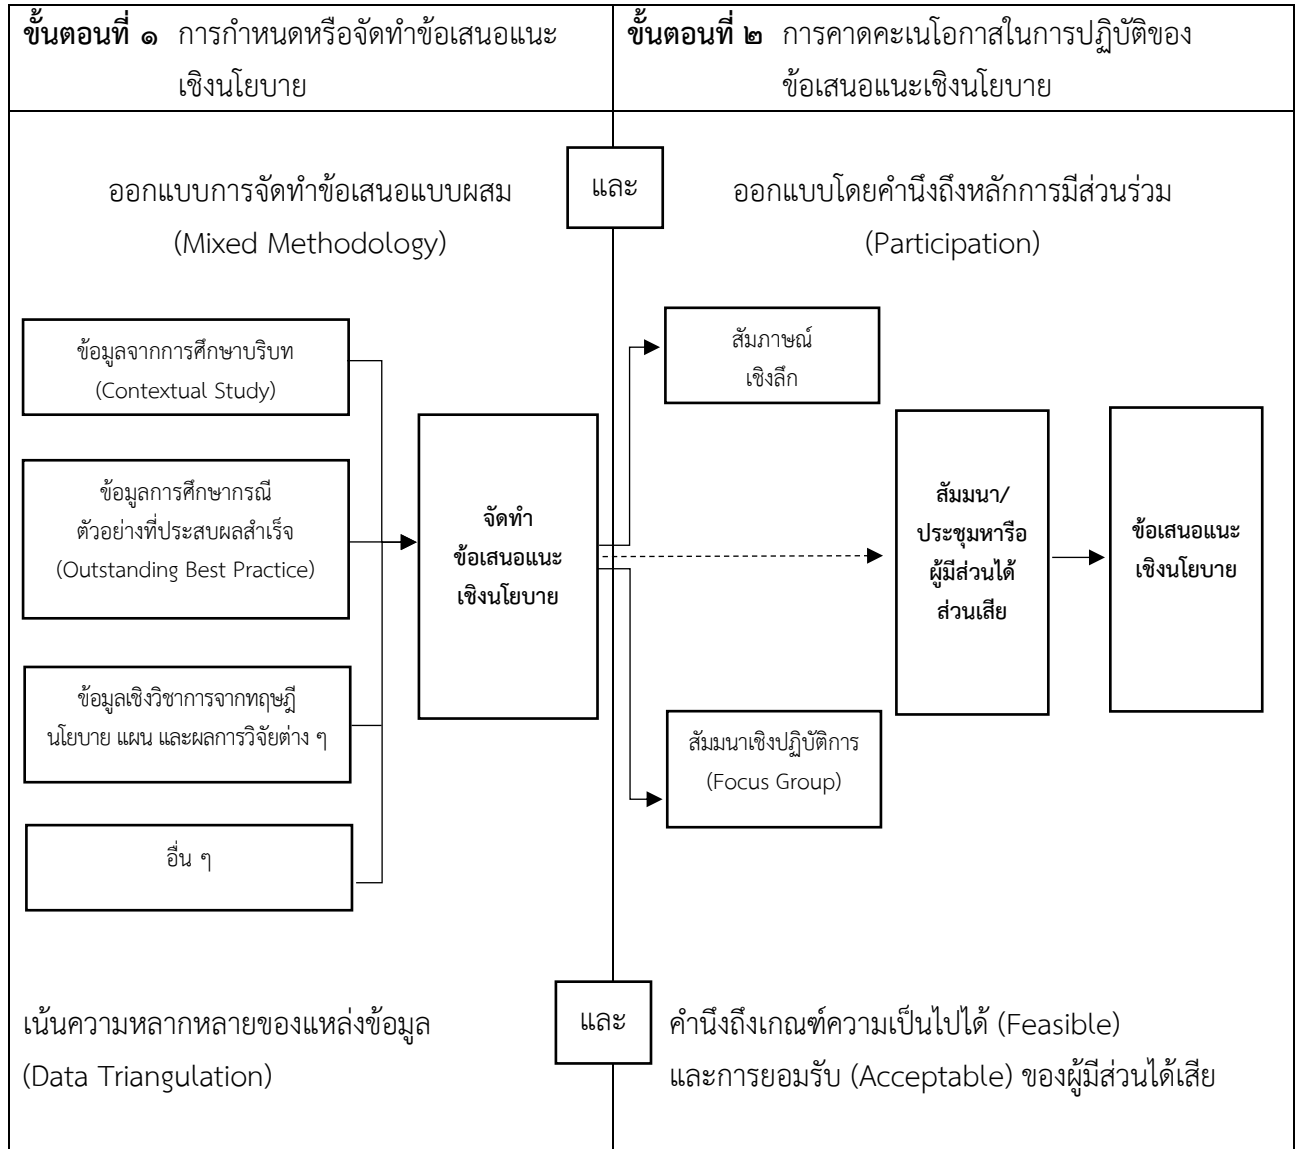 ขั้นตอนที่ ๑ การกำหนดหรือจัดทำข้อเสนอแนะ
เชิงนโยบาย
ขั้นตอนที่ ๒ การคาดคะเนโอกาสในการปฏิบัติของ
ข้อเสนอแนะเชิงนโยบาย
ออกแบบการจัดทำข้อเสนอแบบผสม
(Mixed Methodology)
และ
ออกแบบโดยคำนึงถึงหลักการมีส่วนร่วม
(Participation)
ข้อมูลจากการศึกษาบริบท
(Contextual Study)
ข้อมูลการศึกษากรณี
ตัวอย่างที่ประสบผลสำเร็จ
(Outstanding Best Practice)
ข้อมูลเชิงวิชาการจากทฤษฎี
นโยบาย แผน และผลการวิจัยต่าง ๆ
อื่น ๆ
จัดทำ
ข้อเสนอแนะ
เชิงนโยบาย
สัมภาษณ์
เชิงลึก
สัมมนาเชิงปฏิบัติการ
(Focus Group)
สัมมนา/
ประชุมหารือ
ผู้มีส่วนได้
ส่วนเสีย
ข้อเสนอแนะ
เชิงนโยบาย
เน้นความหลากหลายของแหล่งข้อมูล
(Data Triangulation)
และ
คำนึงถึงเกณฑ์ความเป็นไปได้ (Feasible)
และการยอมรับ (Acceptable) ของผู้มีส่วนได้เสีย